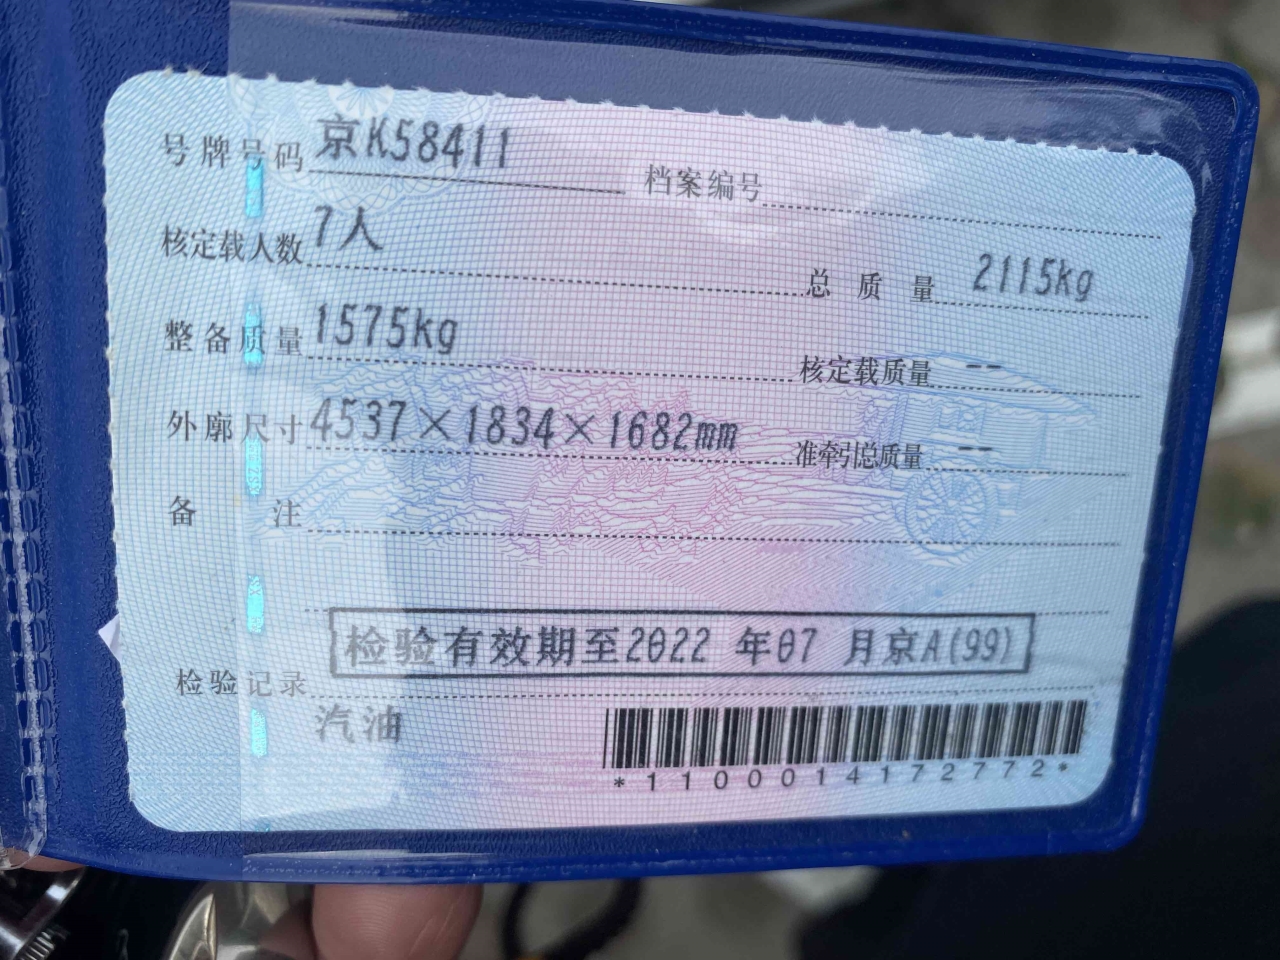 号牌号码 京K58411 档案编号
核定载人数 7人 总质量 2115kg
整备质量 1575kg 核定载质量 --
外廓尺寸 4537×1834×1682mm 准牵引总质量 --
备注
检验有效期至2022 年07 月京A(99)
检验记录
汽油
*1100014172772*